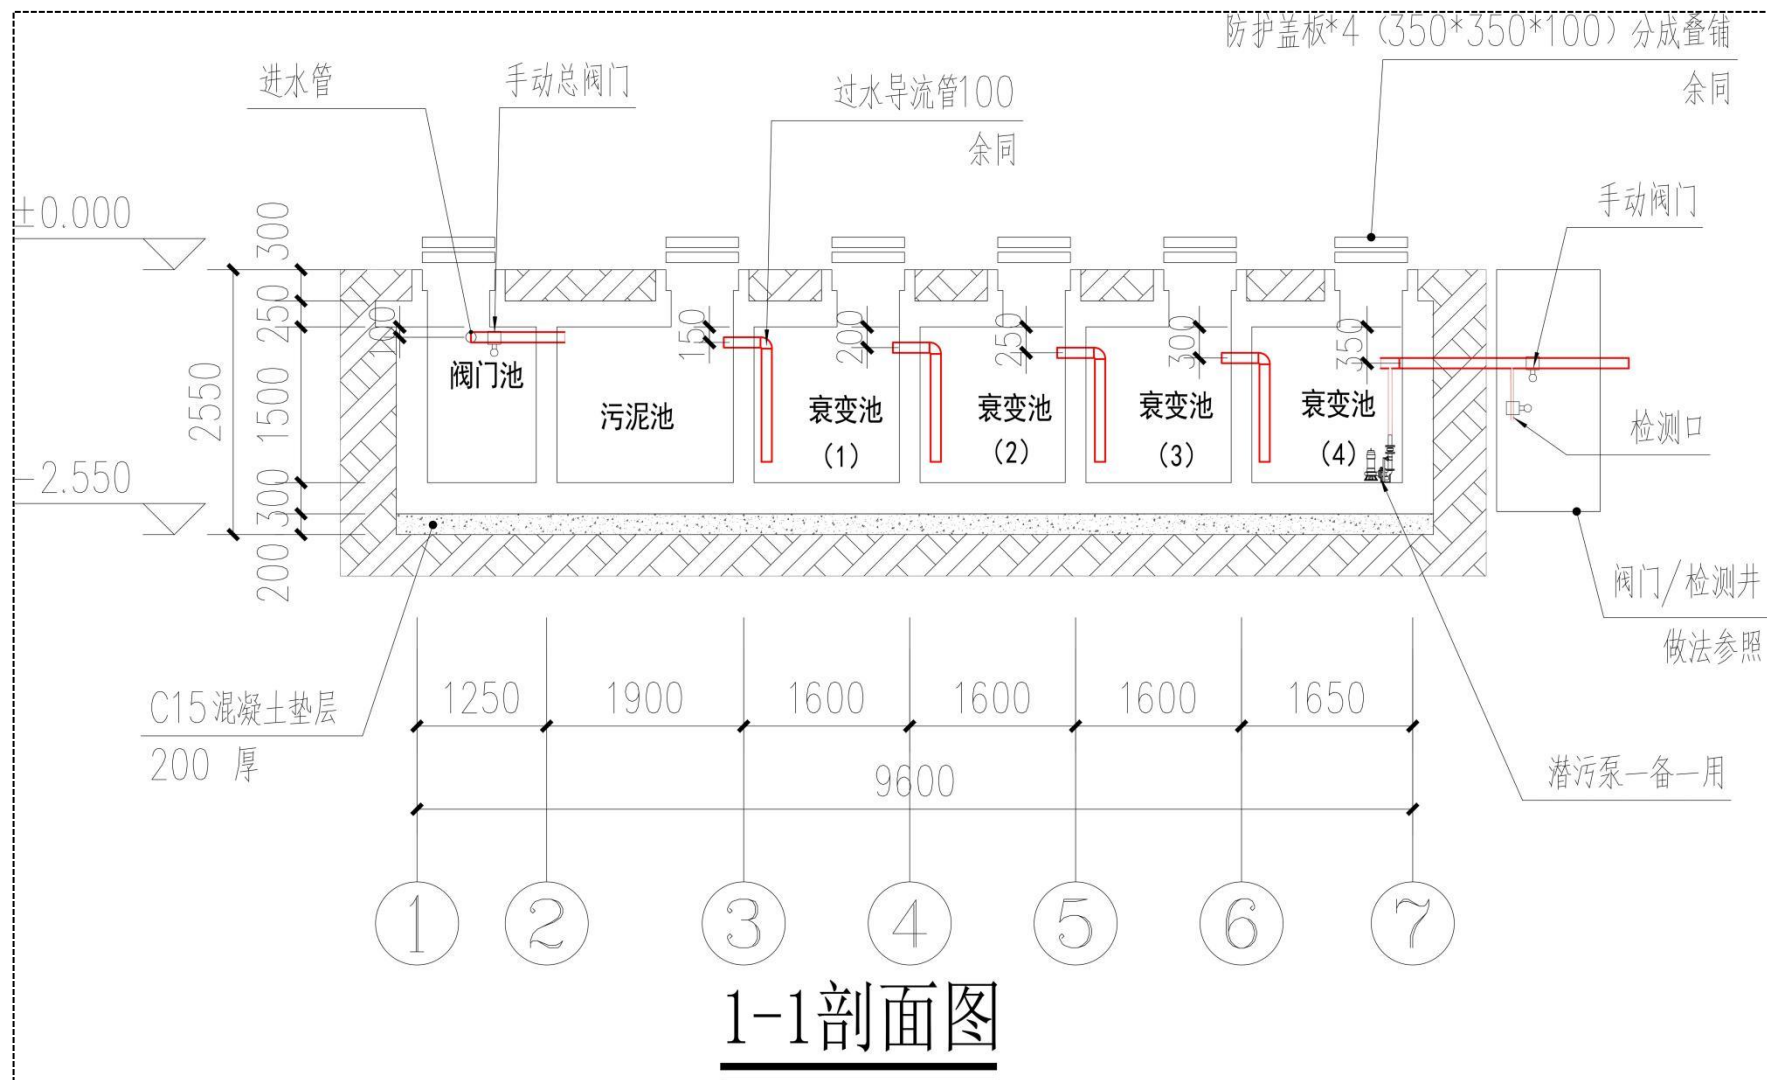 防护盖板*4（350*350*100）分成叠铺
余同
进水管
手动总阀门
过水导流管100
余同
手动阀门
±0.000
-2.550
2550
300
250
1500
300
200
100
150
200
250
300
350
阀门池
污泥池
衰变池
（1）
衰变池
（2）
衰变池
（3）
衰变池
（4）
检测口
阀门/检测井
做法参照
C15混凝土垫层
200 厚
潜污泵一备一用
1250
1900
1600
1600
1600
1650
9600
1
2
3
4
5
6
7
1-1剖面图